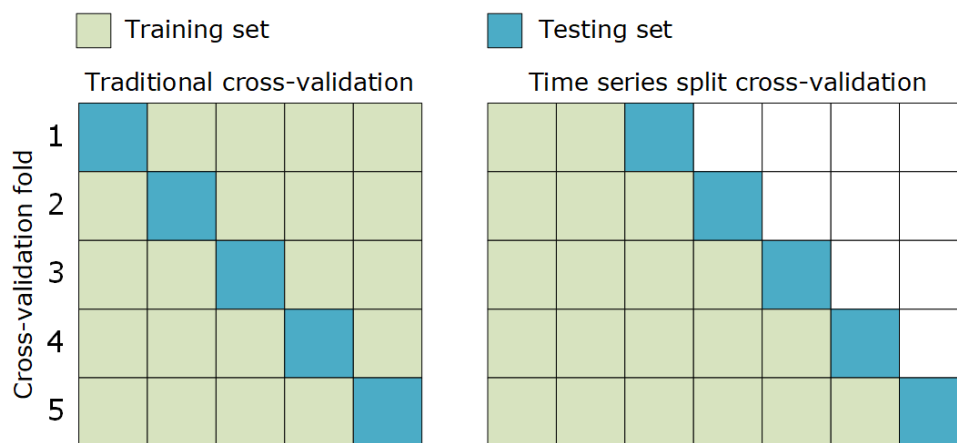 Training set
Testing set
Traditional cross-validation
Time series split cross-validation
Cross-validation fold
1
2
3
4
5